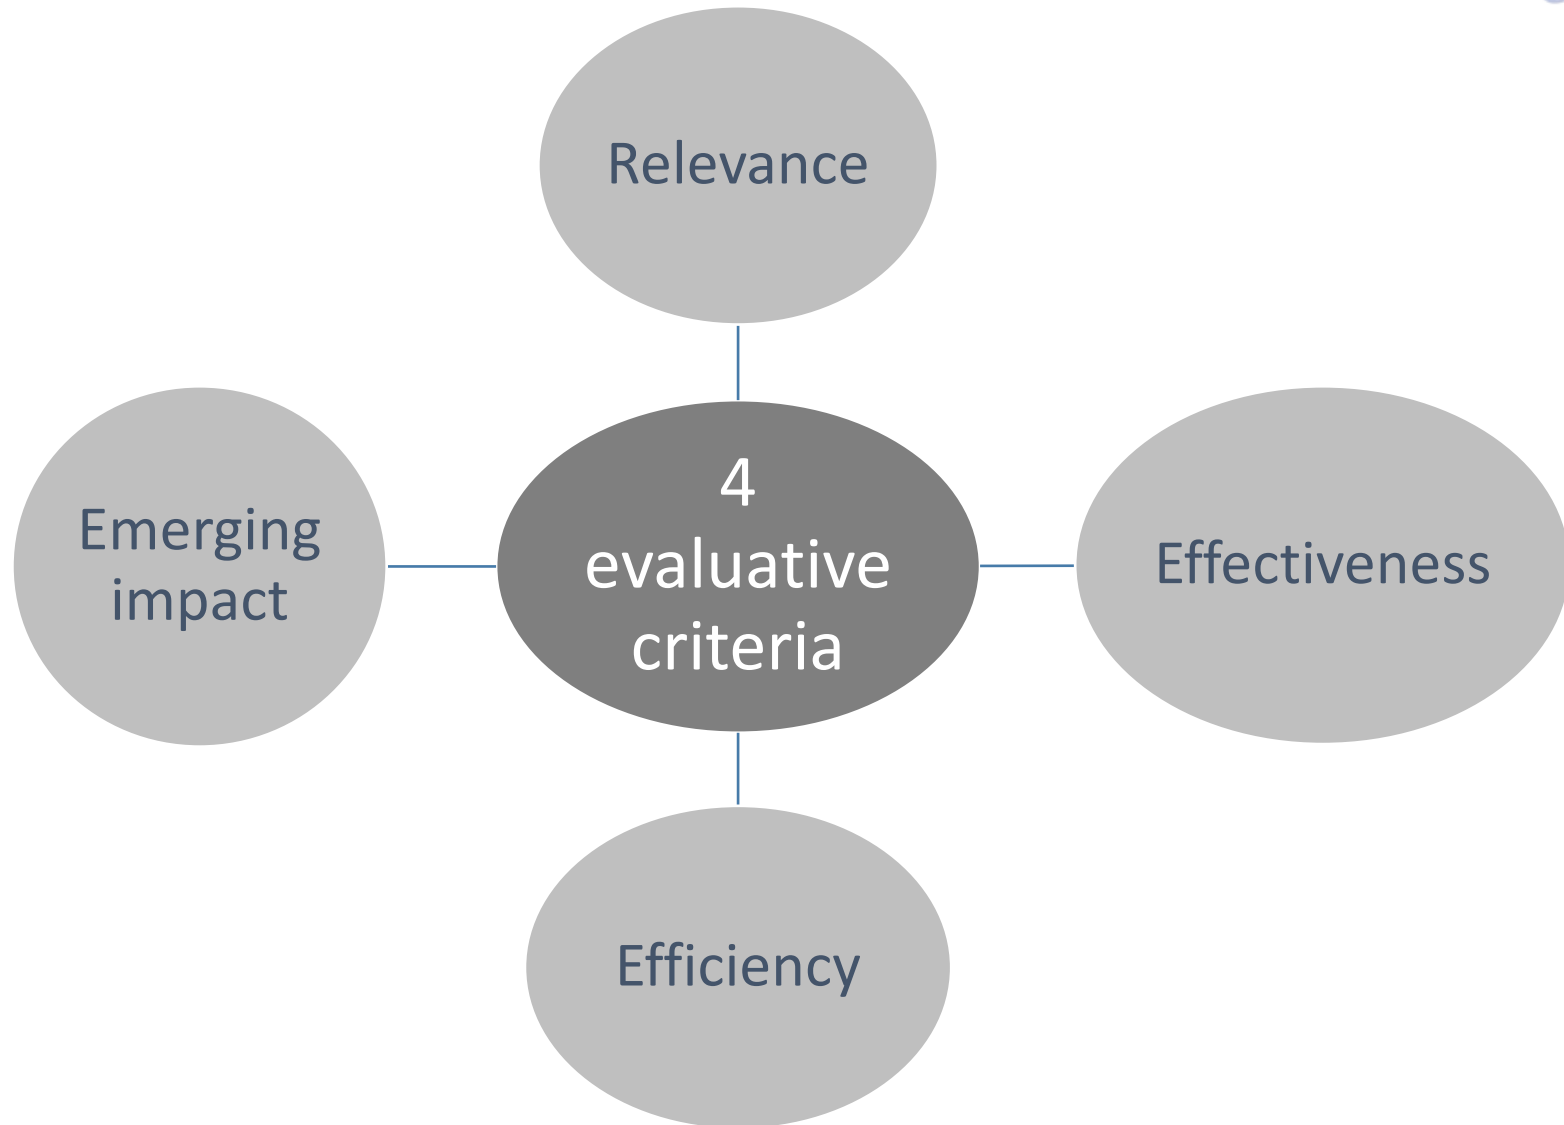 Relevance
Emerging
impact
4
evaluative
criteria
Effectiveness
Efficiency